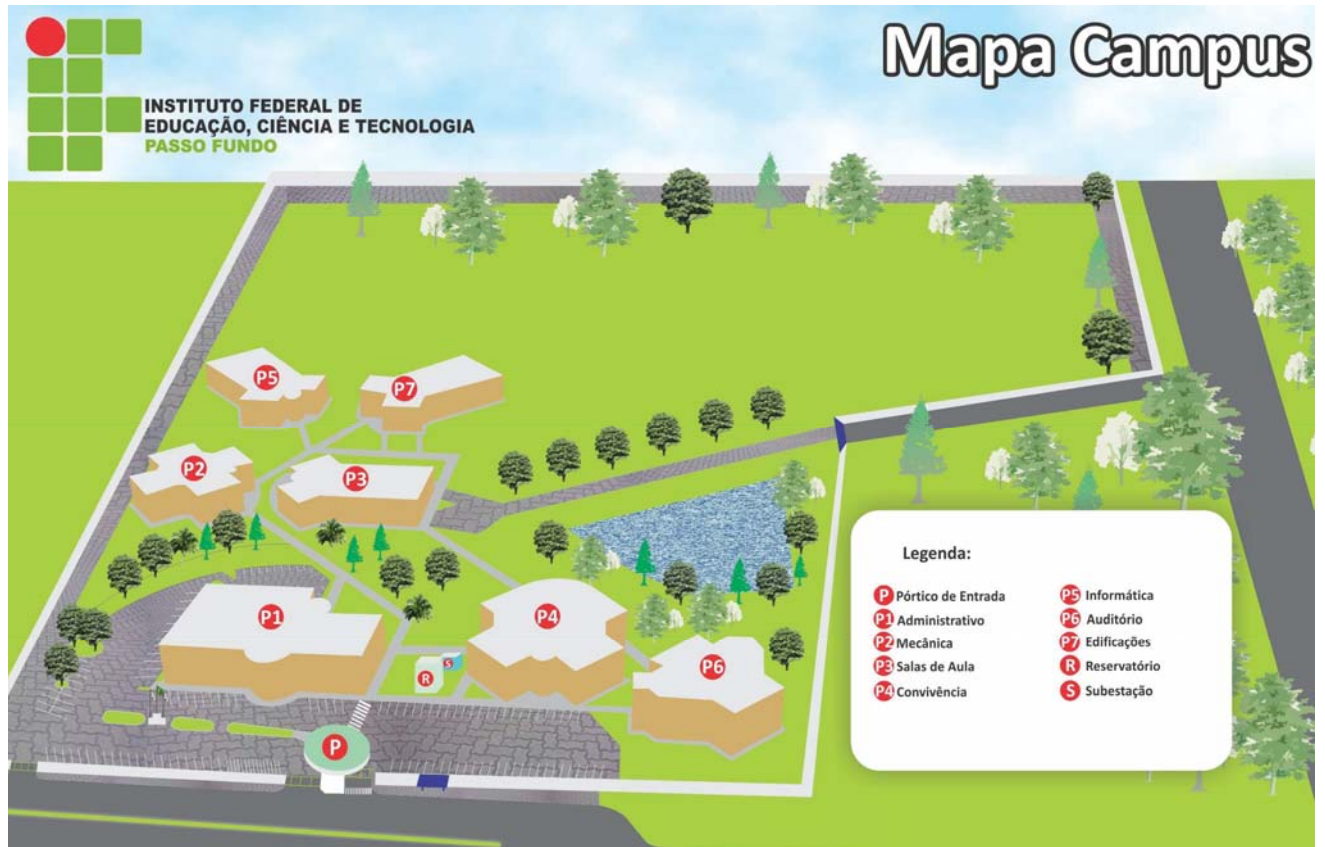 Mapa Campus
INSTITUTO FEDERAL DE
EDUCAÇÃO, CIÊNCIA E TECNOLOGIA
PASSO FUNDO
P5
P7
P2
P3
P1
P4
P6
S
R
P
Legenda:
P Pórtico de Entrada
P1 Administrativo
P2 Mecânica
P3 Salas de Aula
P4 Convivência
P5 Informática
P6 Auditório
P7 Edificações
R Reservatório
S Subestação